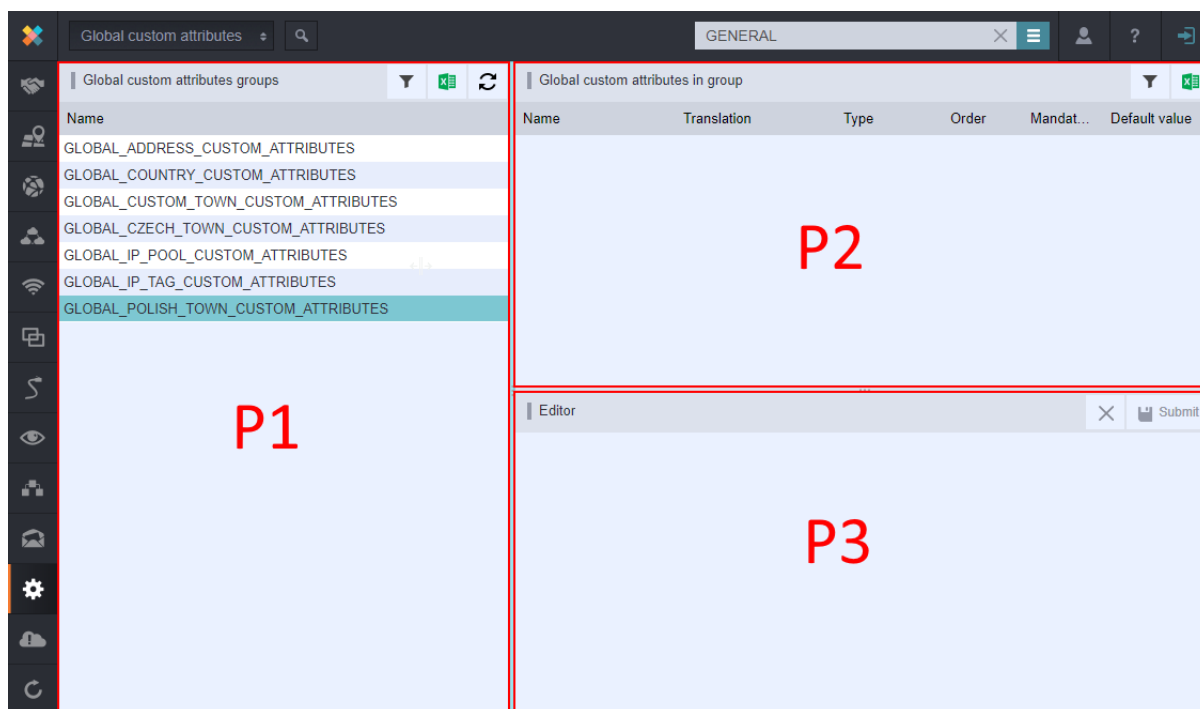 Global custom attributes
GENERAL
?
Global custom attributes groups
Name
GLOBAL_ADDRESS_CUSTOM_ATTRIBUTES
GLOBAL_COUNTRY_CUSTOM_ATTRIBUTES
GLOBAL_CUSTOM_TOWN_CUSTOM_ATTRIBUTES
GLOBAL_CZECH_TOWN_CUSTOM_ATTRIBUTES
GLOBAL_IP_POOL_CUSTOM_ATTRIBUTES
GLOBAL_IP_TAG_CUSTOM_ATTRIBUTES
GLOBAL_POLISH_TOWN_CUSTOM_ATTRIBUTES
P1
Global custom attributes in group
Name Translation Type Order Mandat... Default value
P2
Editor
Submit
P3